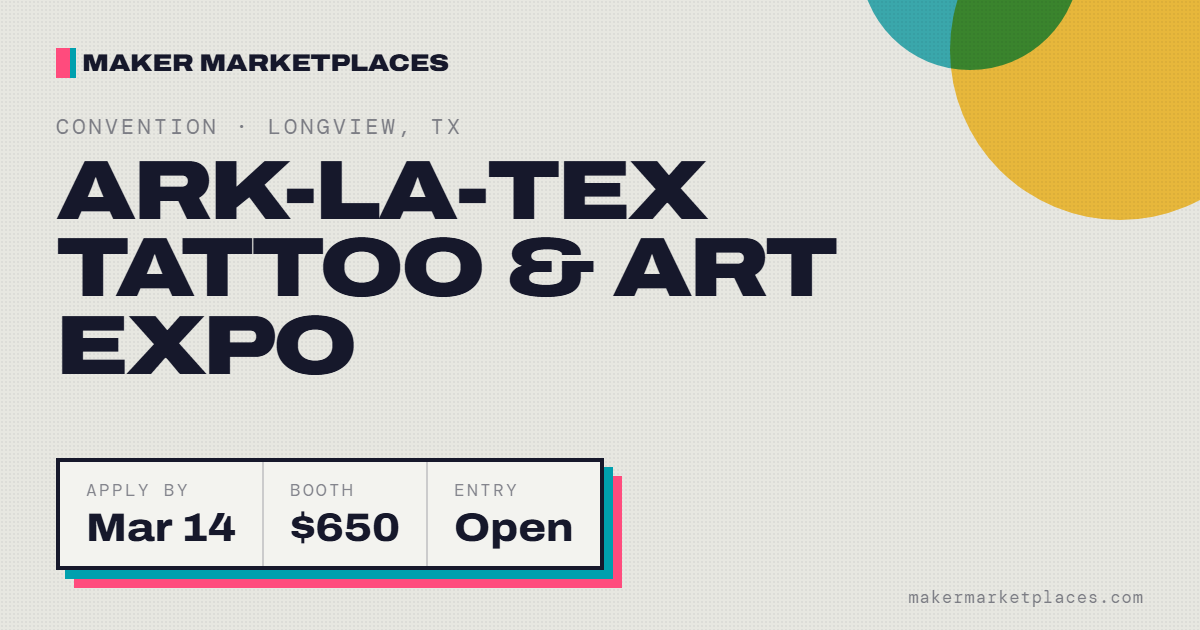 MAKER MARKETPLACES
CONVENTION · LONGVIEW, TX
ARK-LA-TEX
TATTOO & ART
EXPO
APPLY BY
Mar 14
BOOTH
$650
ENTRY
Open
makermarketplaces.com